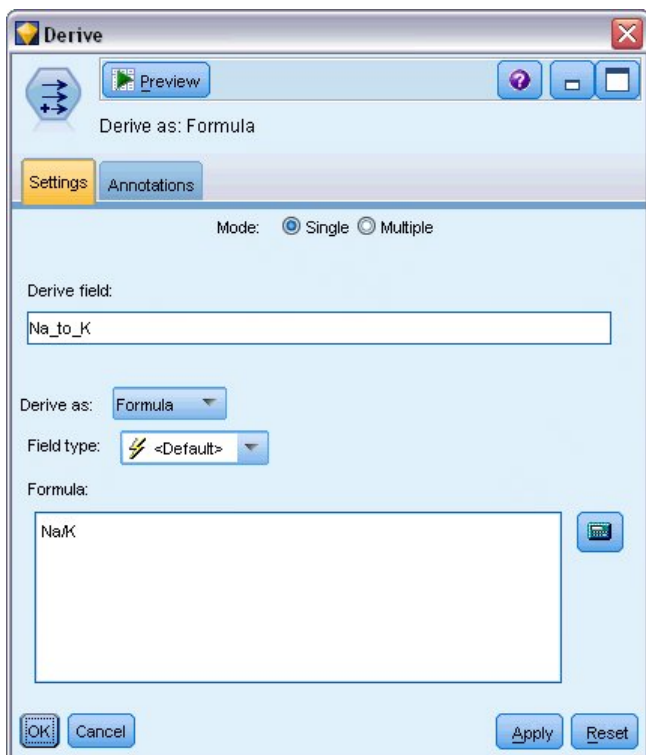 Derive
Preview
Derive as: Formula
Settings Annotations
Mode: Single Multiple
Derive field:
Na_to_K
Derive as: Formula
Field type: <Default>
Formula:
Na/K
OK Cancel Apply Reset